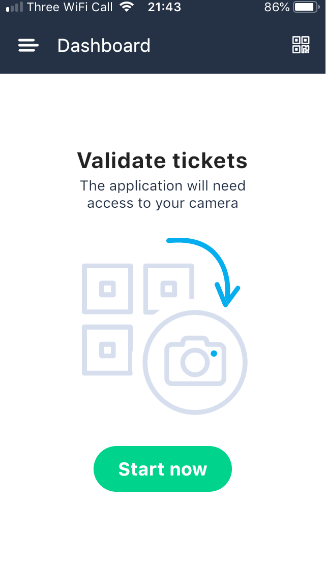 Three WiFi Call 21:43 86%
Dashboard
Validate tickets
The application will need
access to your camera
Start now